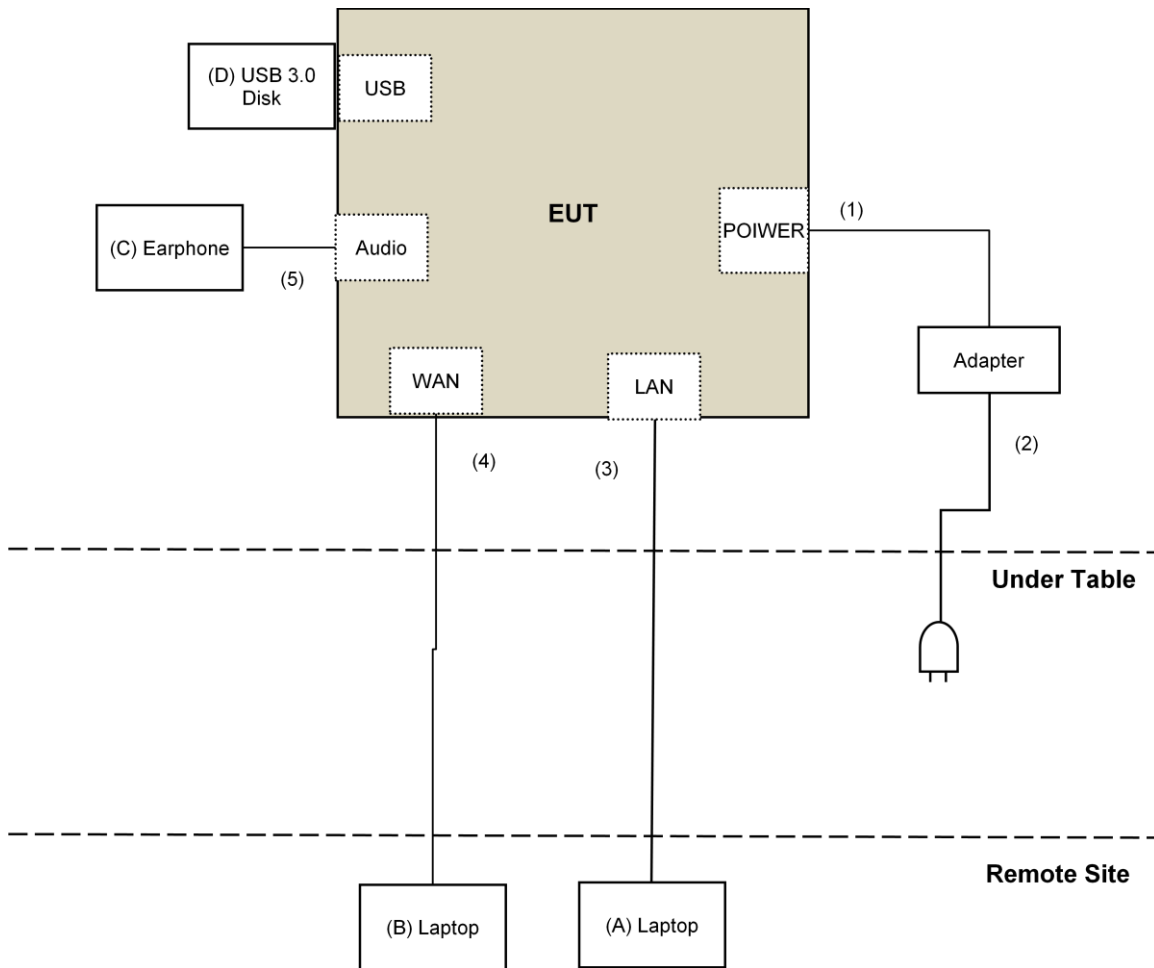 (D) USB 3.0
Disk
USB
EUT
(1)
POIWER
(C) Earphone
Audio
(5)
Adapter
WAN
LAN
(2)
(4)
(3)
Under Table
Remote Site
(B) Laptop
(A) Laptop